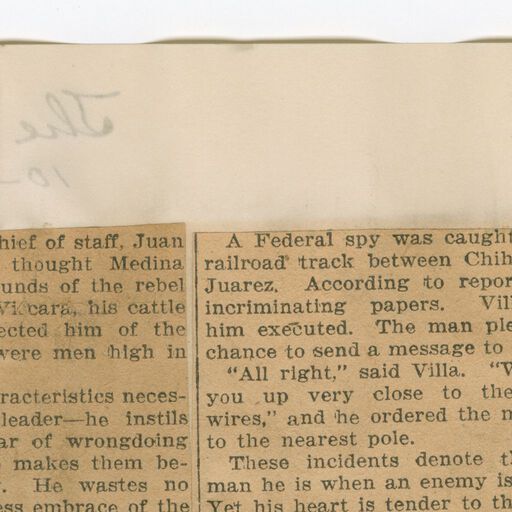 The
10-
hief of staff, Juan
thought Medina
unds of the rebel
his cattle
ected him of the
were men high in
racteristics neces-
leader—he instils
ar of wrongdoing
makes them be-
He wastes no
ess embrace of the
A Federal spy was caught
railroad track between Chih
Juarez. According to repor
incriminating papers. Vil
him executed. The man ple
chance to send a message to
"All right," said Villa. "W
you up very close to the
wires," and he ordered the m
to the nearest pole.
These incidents denote th
man he is when an enemy is
Yet his heart is tender to the